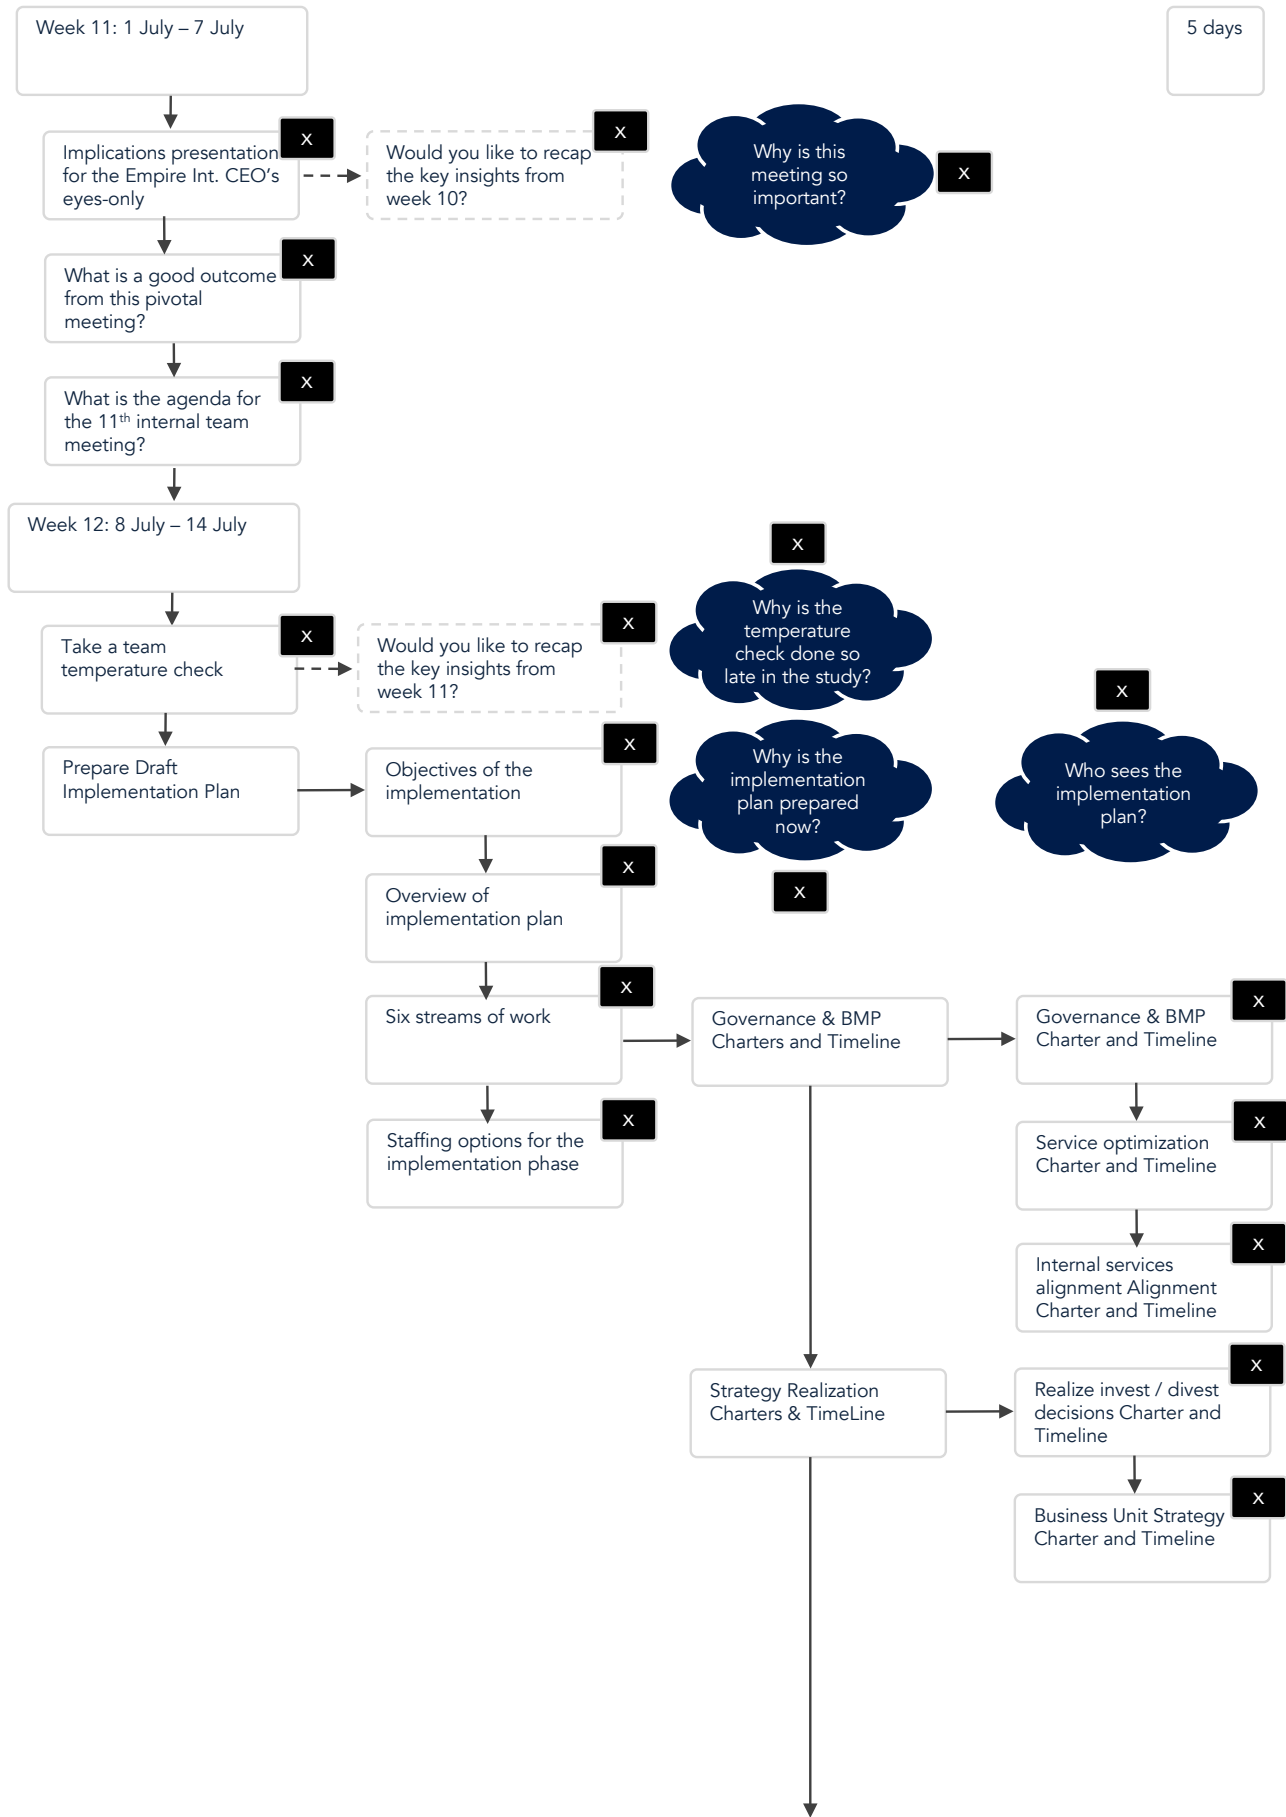 Week 11: 1 July – 7 July
5 days
X
Implications presentation
for the Empire Int. CEO's
eyes-only
X
Would you like to recap
the key insights from
week 10?
Why is this
meeting so
important?
X
X
What is a good outcome
from this pivotal
meeting?
X
What is the agenda for
the 11th internal team
meeting?
Week 12: 8 July – 14 July
X
Take a team
temperature check
X
Would you like to recap
the key insights from
week 11?
X
Why is the
temperature
check done so
late in the study?
Prepare Draft
Implementation Plan
X
Objectives of the
implementation
Why is the
implementation
plan prepared
now?
X
X
Who sees the
implementation
plan?
X
Overview of
implementation plan
X
Six streams of work
Governance & BMP
Charters and Timeline
X
Governance & BMP
Charter and Timeline
X
Staffing options for the
implementation phase
X
Service optimization
Charter and Timeline
X
Internal services
alignment Alignment
Charter and Timeline
Strategy Realization
Charters & TimeLine
X
Realize invest / divest
decisions Charter and
Timeline
X
Business Unit Strategy
Charter and Timeline